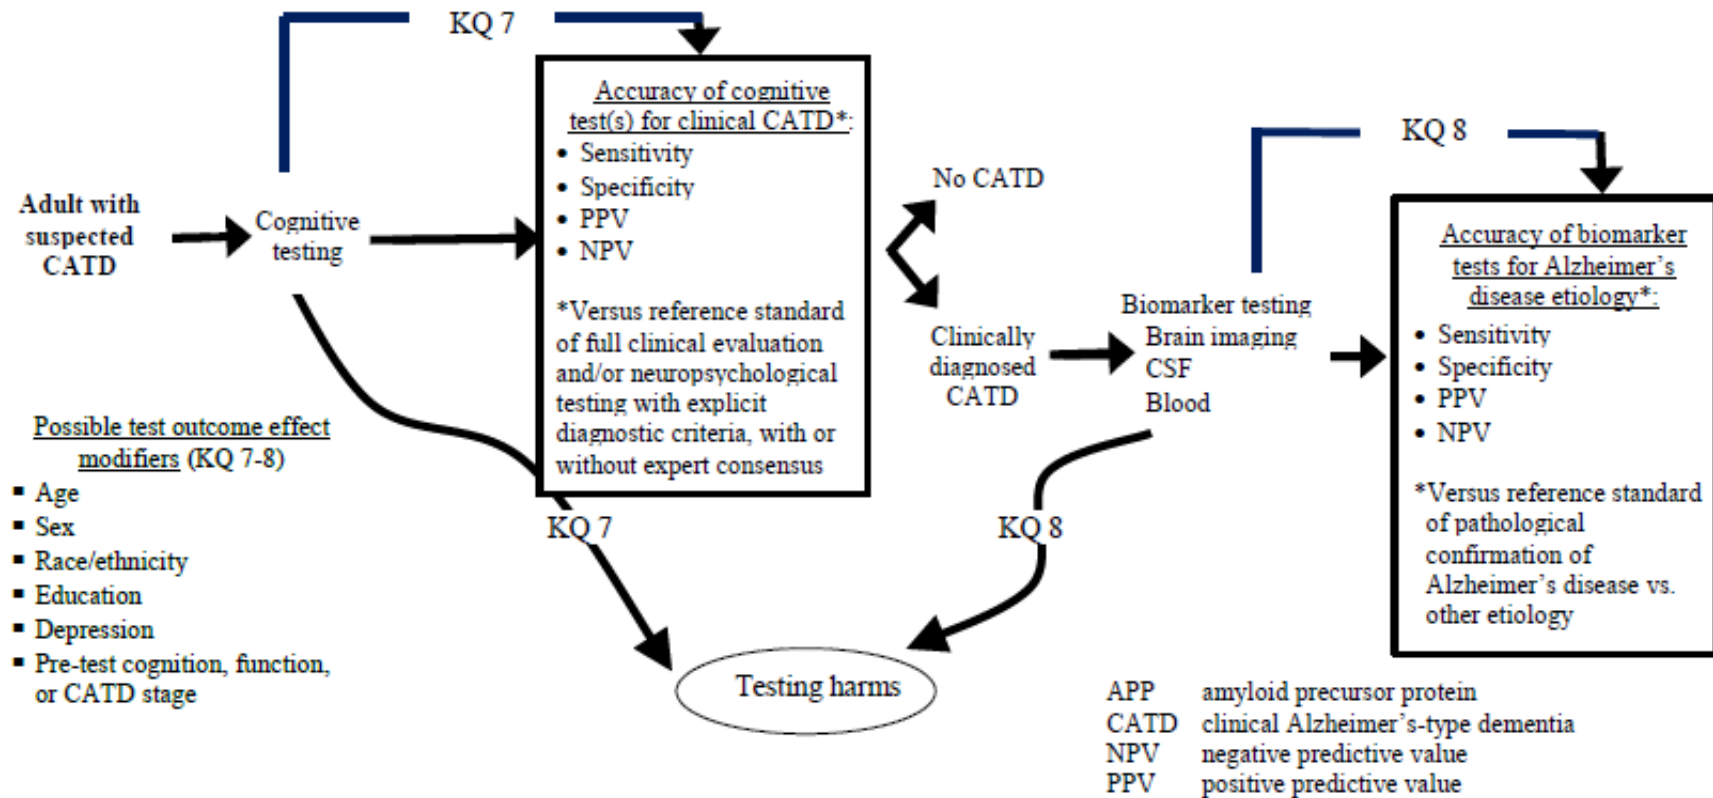 KQ 7
Adult with
suspected
CATD
Cognitive
testing
Accuracy of cognitive
test(s) for clinical CATD*:
• Sensitivity
• Specificity
• PPV
• NPV
*Versus reference standard
of full clinical evaluation
and/or neuropsychological
testing with explicit
diagnostic criteria, with or
without expert consensus
No CATD
Clinically
diagnosed
CATD
KQ 8
Biomarker testing
Brain imaging
CSF
Blood
Accuracy of biomarker
tests for Alzheimer’s
disease etiology*:
• Sensitivity
• Specificity
• PPV
• NPV
*Versus reference standard
of pathological
confirmation of
Alzheimer’s disease vs.
other etiology
Possible test outcome effect
modifiers (KQ 7-8)
▪ Age
▪ Sex
▪ Race/ethnicity
▪ Education
▪ Depression
▪ Pre-test cognition, function,
or CATD stage
KQ 7
KQ 8
Testing harms
APP amyloid precursor protein
CATD clinical Alzheimer’s-type dementia
NPV negative predictive value
PPV positive predictive value